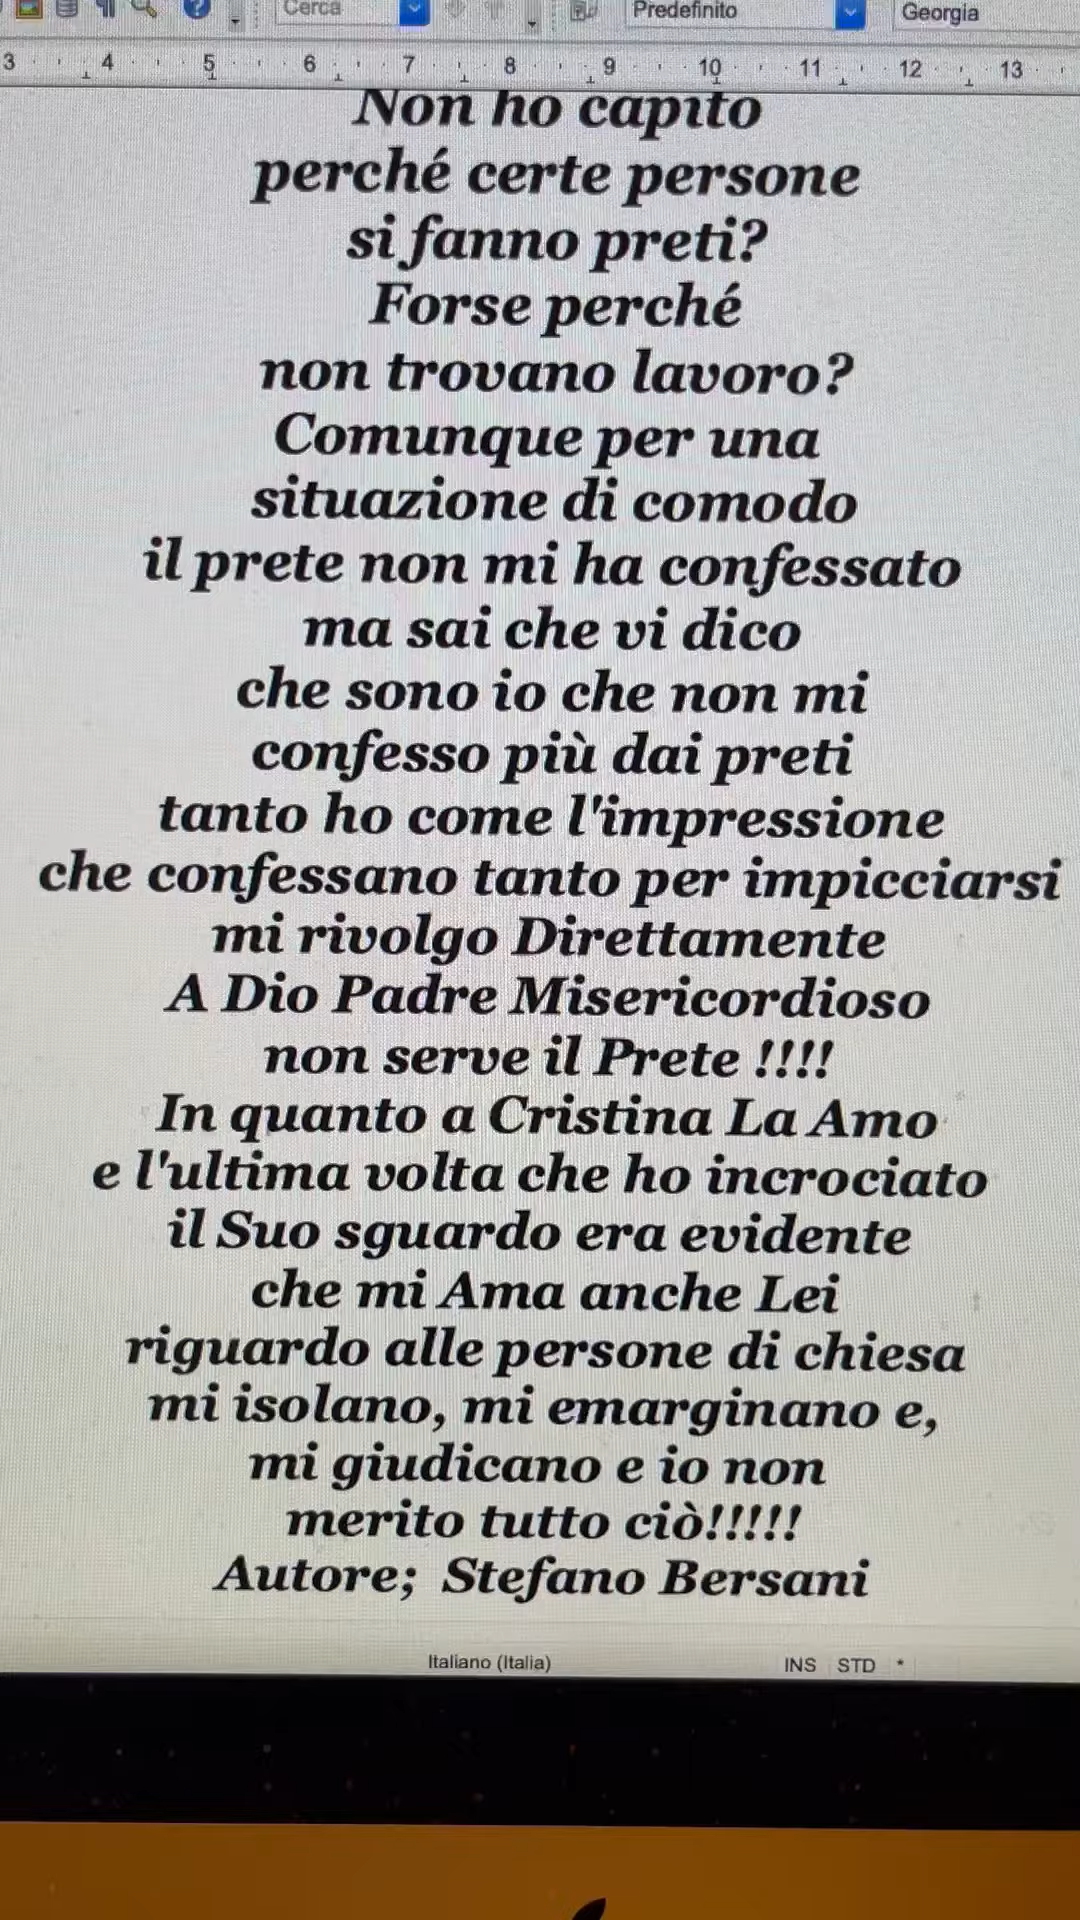 Cerca Predefinito Georgia
3 4 5 6 7 8 9 10 11 12 13
Non ho capito
perché certe persone
si fanno preti?
Forse perché
non trovano lavoro?
Comunque per una
situazione di comodo
il prete non mi ha confessato
ma sai che vi dico
che sono io che non mi
confesso più dai preti
tanto ho come l'impressione
che confessano tanto per impicciarsi
mi rivolgo Direttamente
A Dio Padre Misericordioso
non serve il Prete !!!!
In quanto a Cristina La Amo
e l'ultima volta che ho incrociato
il Suo sguardo era evidente
che mi Ama anche Lei
riguardo alle persone di chiesa
mi isolano, mi emarginano e,
mi giudicano e io non
merito tutto ciò!!!!!
Autore; Stefano Bersani
Italiano (Italia) INS STD *